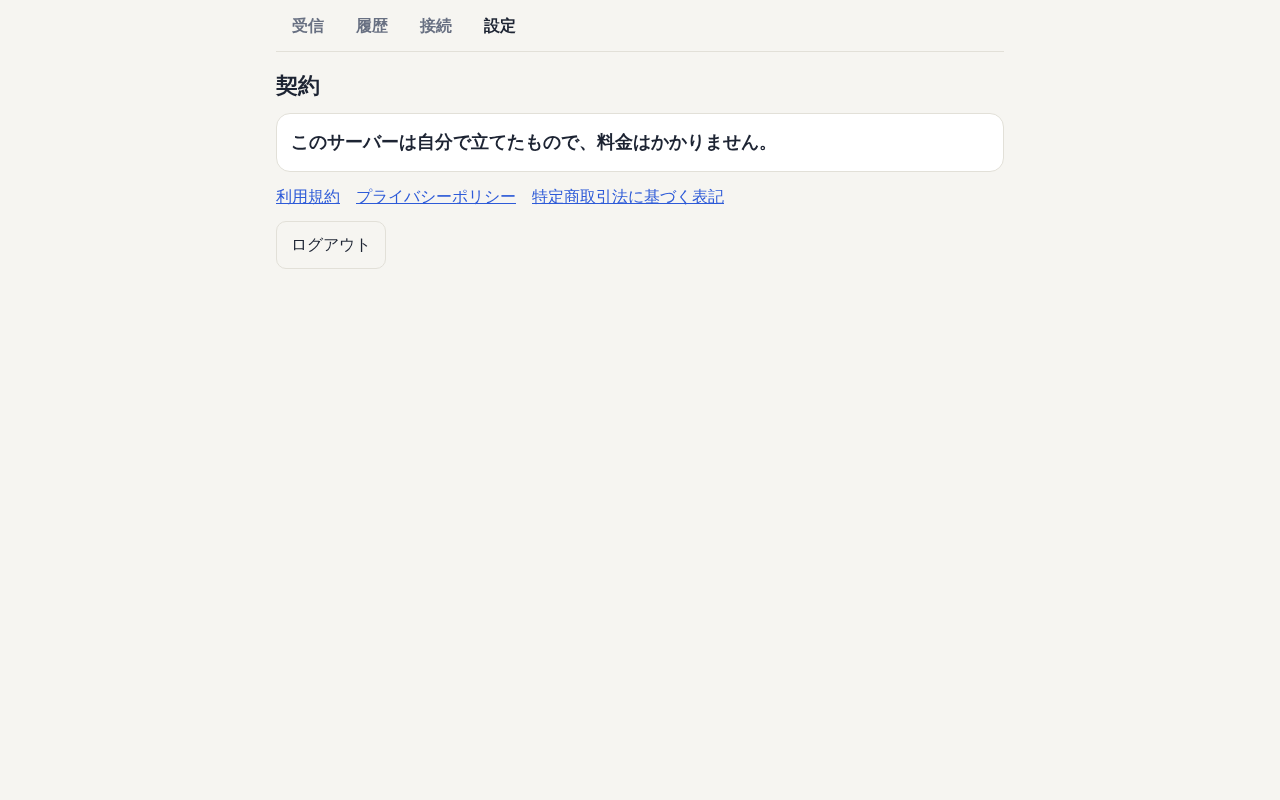 受信 履歴 接続 設定
契約
このサーバーは自分で立てたもので、料金はかかりません。
利用規約 プライバシーポリシー 特定商取引法に基づく表記
ログアウト